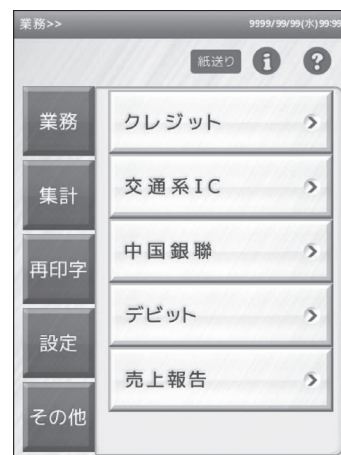 業務>> 9999/99/99(水)99:99
紙送り i ?
業務
集計
再印字
設定
その他
クレジット
交通系IC
中国銀聯
デビット
売上報告